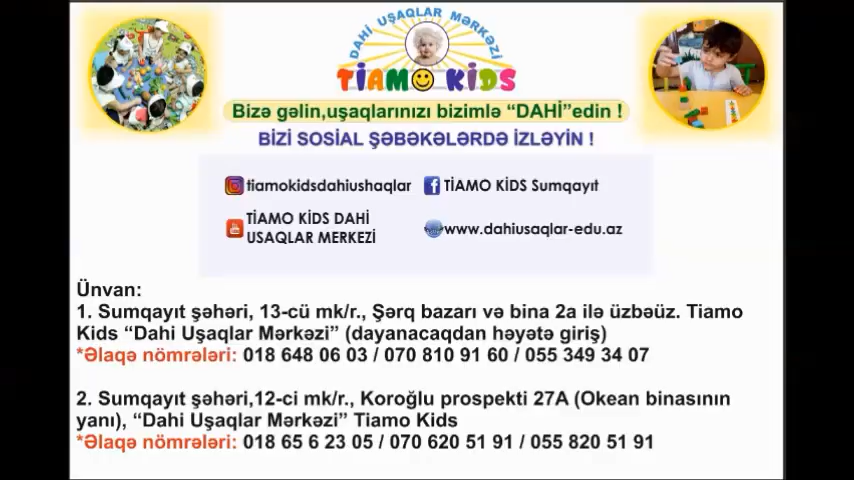 DAHİ UŞAQLAR MƏRKƏZİ
TİAMO KİDS
Bizə gəlin,uşaqlarınızı bizimlə “DAHİ”edin !
BİZİ SOSİAL ŞƏBƏKƏLƏRDƏ İZLƏYİN !
tiamokidsdahiushaqlar
TİAMO KİDS Sumqayıt
TİAMO KİDS DAHİ
USAQLAR MERKEZİ
www.dahiusaqlar-edu.az
Ünvan:
1. Sumqayıt şəhəri, 13-cü mk/r., Şərq bazarı və bina 2a ilə üzbəüz. Tiamo
Kids “Dahi Uşaqlar Mərkəzi” (dayanacaqdan həyətə giriş)
*Əlaqə nömrələri: 018 648 06 03 / 070 810 91 60 / 055 349 34 07
2. Sumqayıt şəhəri,12-ci mk/r., Koroğlu prospekti 27A (Okean binasının
yanı), “Dahi Uşaqlar Mərkəzi” Tiamo Kids
*Əlaqə nömrələri: 018 65 6 23 05 / 070 620 51 91 / 055 820 51 91